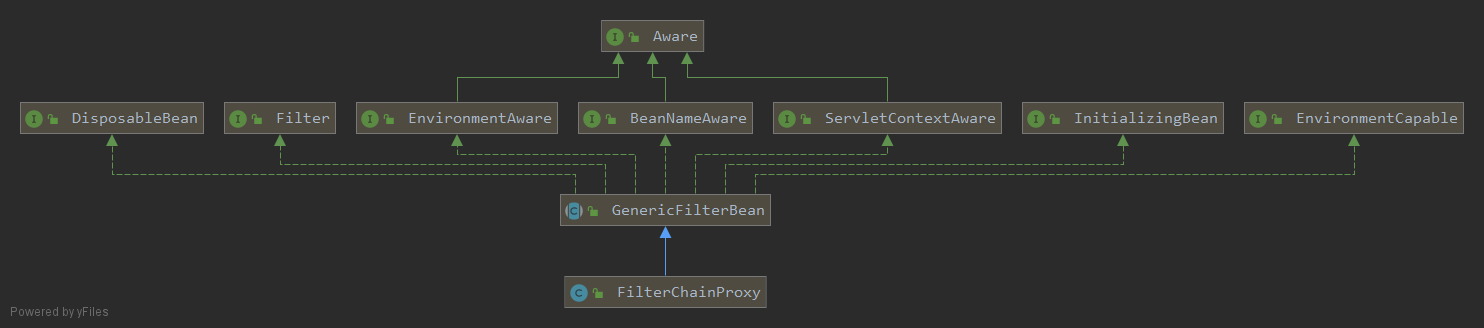 Aware
DisposableBean
Filter
EnvironmentAware
BeanNameAware
ServletContextAware
InitializingBean
EnvironmentCapable
GenericFilterBean
FilterChainProxy
Powered by yFiles